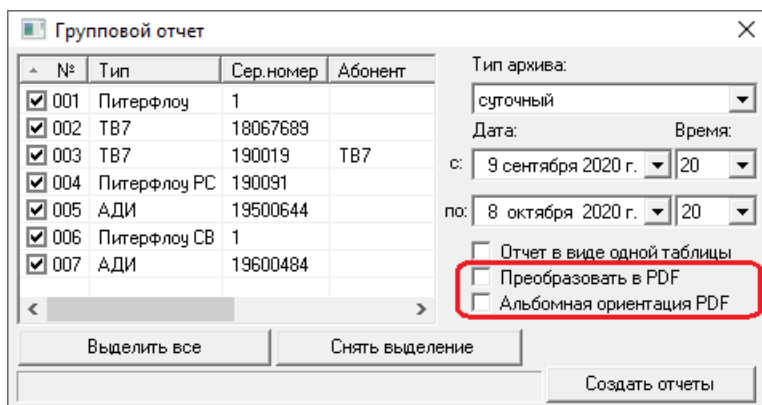 Групповой отчет
№ Тип Сер.номер Абонент
001 Питерфлоу 1
002 ТВ7 18067689
003 ТВ7 190019 ТВ7
004 Питерфлоу РС 190091
005 АДИ 19500644
006 Питерфлоу СВ 1
007 АДИ 19600484
Выделить все Снять выделение
Тип архива:
суточный
Дата: Время:
с: 9 сентября 2020 г. 20
по: 8 октября 2020 г. 20
Отчет в виде одной таблицы
Преобразовать в PDF
Альбомная ориентация PDF
Создать отчеты